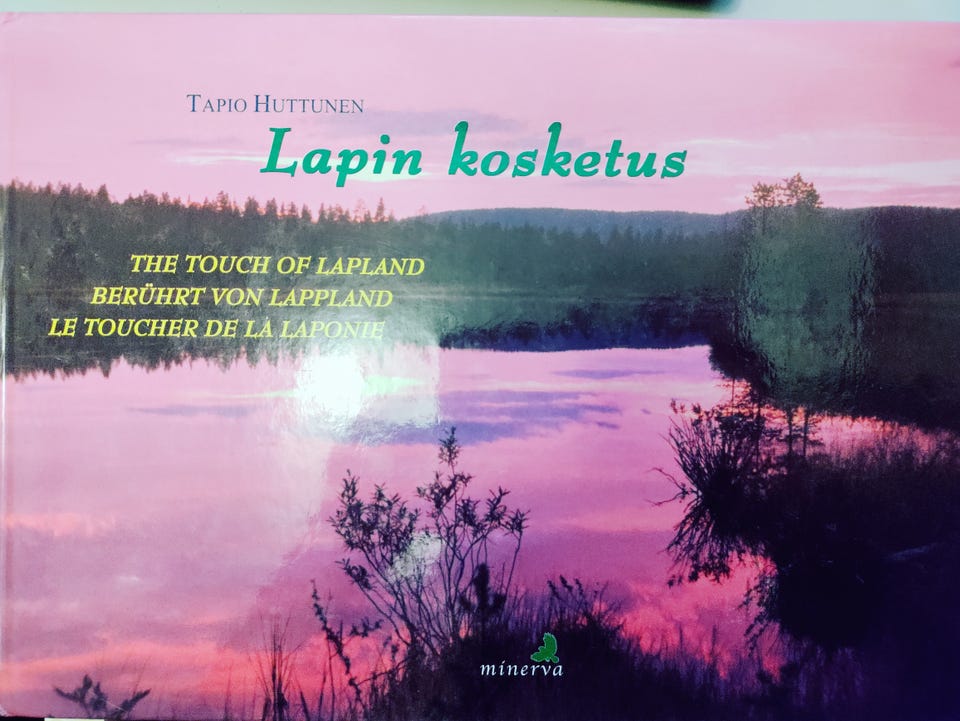 TAPIO HUTTUNEN
Lapin kosketus
THE TOUCH OF LAPLAND
BERÜHRT VON LAPPLAND
LE TOUCHER DE LA LAPONIE
minerva